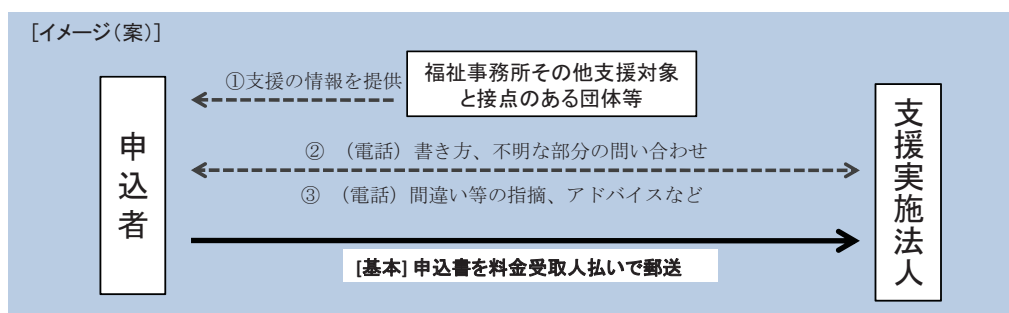 [イメージ(案)]
①支援の情報を提供
福祉事務所その他支援対象
と接点のある団体等
申込者
② (電話) 書き方、不明な部分の問い合わせ
③ (電話) 間違い等の指摘、アドバイスなど
[基本] 申込書を料金受取人払いで郵送
支援実施法人